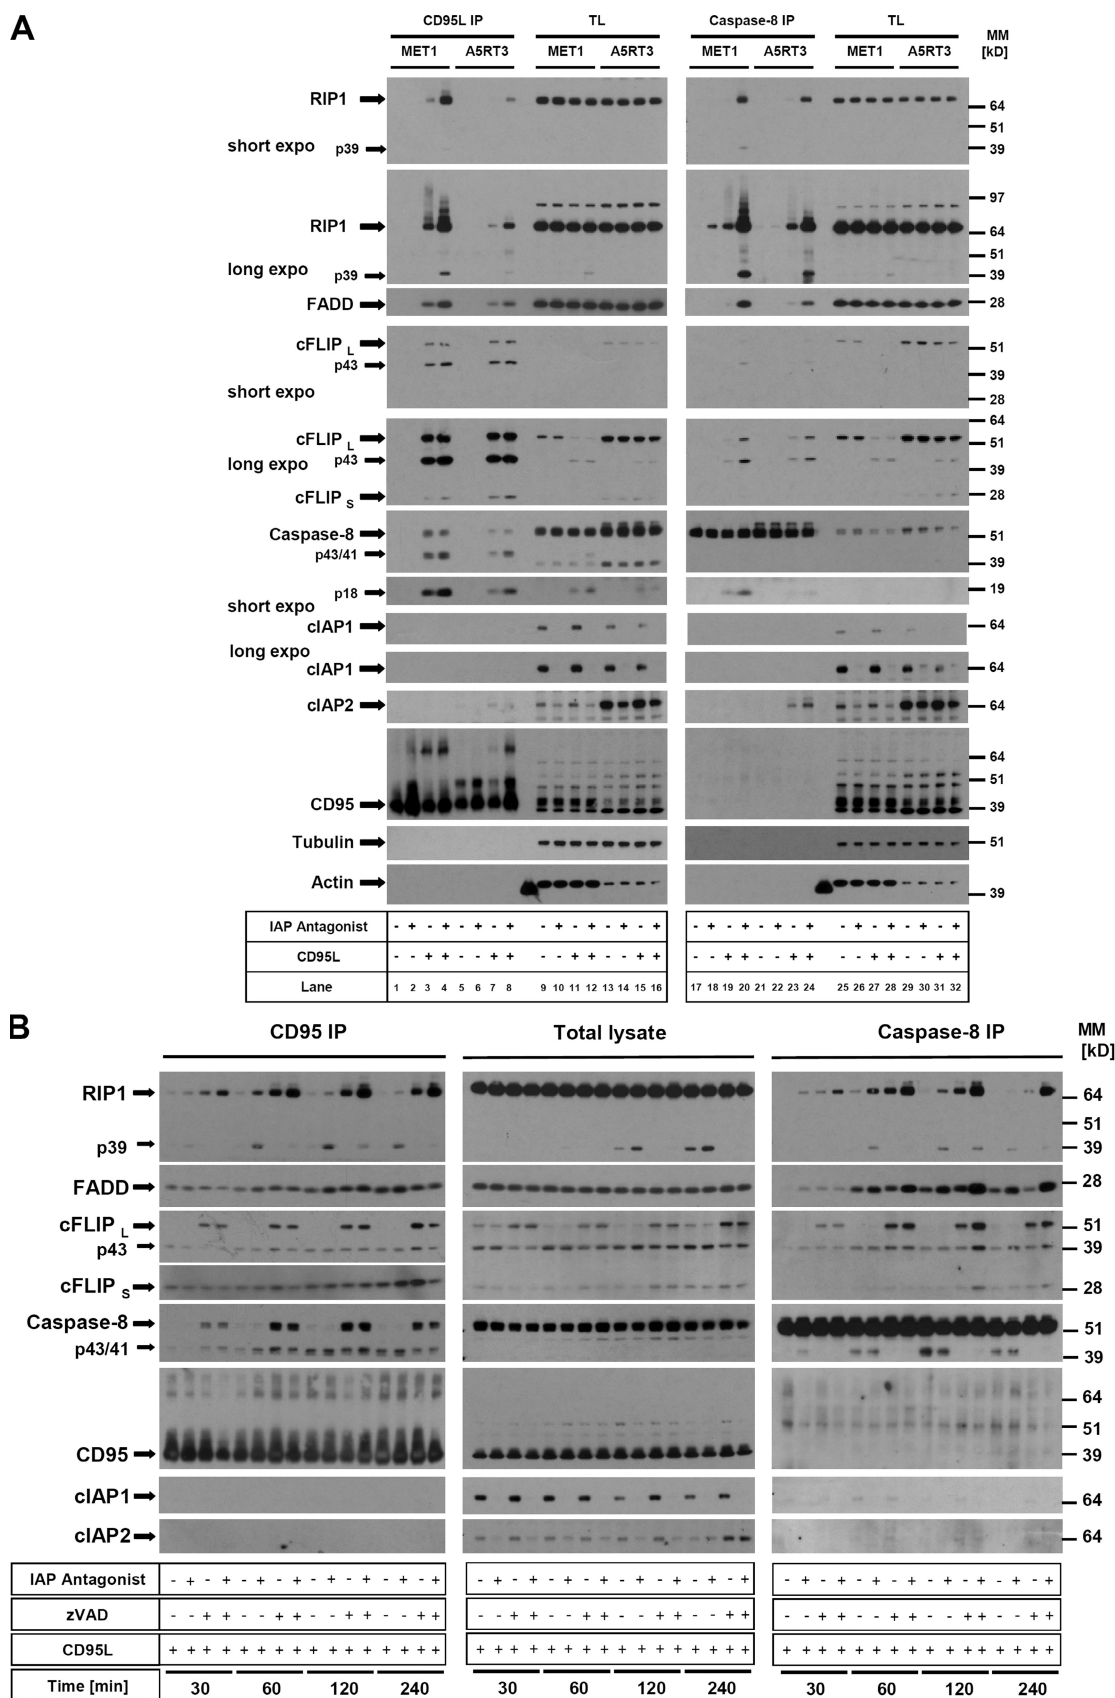 A
CD95L IP TL Caspase-8 IP TL
MET1 A5RT3 MET1 A5RT3 MET1 A5RT3 MET1 A5RT3 MM
[kD]
RIP1 64
51
short expo p39 39
97
RIP1 64
51
long expo p39 39
FADD 28
cFLIP L 51
p43 39
short expo 28
64
cFLIP L 51
long expo p43 39
cFLIP S 28
Caspase-8 51
p43/41 39
p18 19
short expo
cIAP1 64
long expo
cIAP1 64
cIAP2 64
64
51
CD95 39
Tubulin 51
Actin 39
IAP Antagonist - + - + - + - + - + - + - + - + - + - + - + - + - + - + - + - +
CD95L - - + + - - + + - - + + - - + + - - + + - - + + - - + + - - + +
Lane 1 2 3 4 5 6 7 8 9 10 11 12 13 14 15 16 17 18 19 20 21 22 23 24 25 26 27 28 29 30 31 32
B
CD95 IP Total lysate Caspase-8 IP MM
[kD]
RIP1 64
51
p39 39
FADD 28
cFLIP L 51
p43 39
cFLIP S 28
Caspase-8 51
p43/41 39
64
51
CD95 39
cIAP1 64
cIAP2 64
IAP Antagonist - + - + - + - + - + - + - + - + - + - + - + - + - + - + - + - + - + - + - + - + - + - + - + - +
zVAD - - + + - - + + - - + + - - + + - - + + - - + + - - + + - - + + - - + + - - + + - - + + - - + +
CD95L + + + + + + + + + + + + + + + + + + + + + + + + + + + + + + + + + + + + + + + + + + + + + + + +
Time [min] 30 60 120 240 30 60 120 240 30 60 120 240